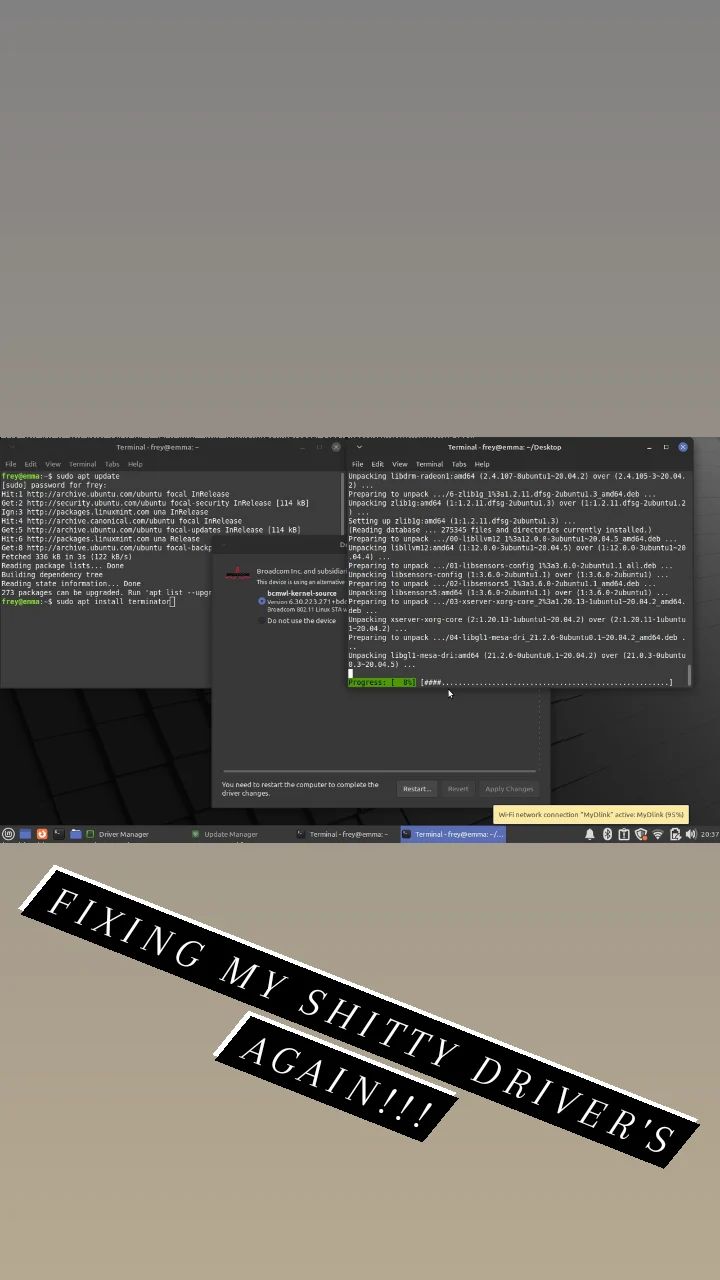 Terminal - frey@emma: ~
File Edit View Terminal Tabs Help
frey@emma:~$ sudo apt update
[sudo] password for frey:
Hit:1 http://archive.ubuntu.com/ubuntu focal InRelease
Get:2 http://security.ubuntu.com/ubuntu focal-security InRelease [114 kB]
Ign:3 http://packages.linuxmint.com una InRelease
Hit:4 http://archive.canonical.com/ubuntu focal InRelease
Get:5 http://archive.ubuntu.com/ubuntu focal-updates InRelease [114 kB]
Hit:6 http://packages.linuxmint.com una Release
Get:8 http://archive.ubuntu.com/ubuntu focal-backp
Fetched 336 kB in 3s (122 kB/s)
Reading package lists... Done
Building dependency tree
Reading state information... Done
273 packages can be upgraded. Run 'apt list --upgr
frey@emma:~$ sudo apt install terminator
Terminal - frey@emma: ~/Desktop
File Edit View Terminal Tabs Help
Unpacking libdrm-radeon1:amd64 (2.4.107-8ubuntu1~20.04.2) over (2.4.105-3~20.04.
2) ...
Preparing to unpack .../6-zlib1g_1%3a1.2.11.dfsg-2ubuntu1.3_amd64.deb ...
Unpacking zlib1g:amd64 (1:1.2.11.dfsg-2ubuntu1.3) over (1:1.2.11.dfsg-2ubuntu1.2
) ...
Setting up zlib1g:amd64 (1:1.2.11.dfsg-2ubuntu1.3) ...
(Reading database ... 275345 files and directories currently installed.)
Preparing to unpack .../00-libllvm12_1%3a12.0.0-3ubuntu1~20.04.5_amd64.deb ...
Unpacking libllvm12:amd64 (1:12.0.0-3ubuntu1~20.04.5) over (1:12.0.0-3ubuntu1~20
.04.4) ...
Preparing to unpack .../01-libsensors-config_1%3a3.6.0-2ubuntu1.1_all.deb ...
Unpacking libsensors-config (1:3.6.0-2ubuntu1.1) over (1:3.6.0-2ubuntu1) ...
Preparing to unpack .../02-libsensors5_1%3a3.6.0-2ubuntu1.1_amd64.deb ...
Unpacking libsensors5:amd64 (1:3.6.0-2ubuntu1.1) over (1:3.6.0-2ubuntu1) ...
Preparing to unpack .../03-xserver-xorg-core_2%3a1.20.13-1ubuntu1~20.04.2_amd64.
deb ...
Unpacking xserver-xorg-core (2:1.20.13-1ubuntu1~20.04.2) over (2:1.20.11-1ubuntu
1~20.04.2) ...
Preparing to unpack .../04-libgl1-mesa-dri_21.2.6-0ubuntu0.1~20.04.2_amd64.deb .
..
Unpacking libgl1-mesa-dri:amd64 (21.2.6-0ubuntu0.1~20.04.2) over (21.0.3-0ubuntu
0.3~20.04.5) ...
Progress: [ 8%] [####.......................................................]
Broadcom Inc. and subsidiar
This device is using an alternative
bcmwl-kernel-source
Version 6.30.223.271+bdc
Broadcom 802.11 Linux STA w
Do not use the device
You need to restart the computer to complete the
driver changes.
Restart... Revert Apply Changes
Wi-Fi network connection "MyDlink" active: MyDlink (95%)
Driver Manager Update Manager Terminal - frey@emma: ~ Terminal - frey@emma: ~/... 20:37
FIXING MY SHITTY DRIVER'S
AGAIN!!!